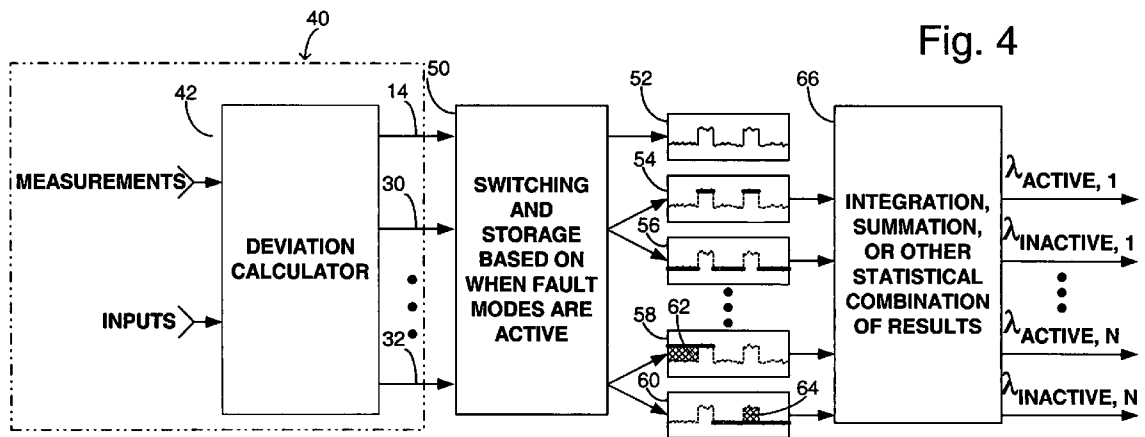 Fig. 4
40
42
MEASUREMENTS
INPUTS
DEVIATION
CALCULATOR
14
30
32
50
SWITCHING
AND
STORAGE
BASED ON
WHEN FAULT
MODES ARE
ACTIVE
52
54
56
58
62
60
64
66
INTEGRATION,
SUMMATION,
OR OTHER
STATISTICAL
COMBINATION
OF RESULTS
λACTIVE, 1
λINACTIVE, 1
λACTIVE, N
λINACTIVE, N